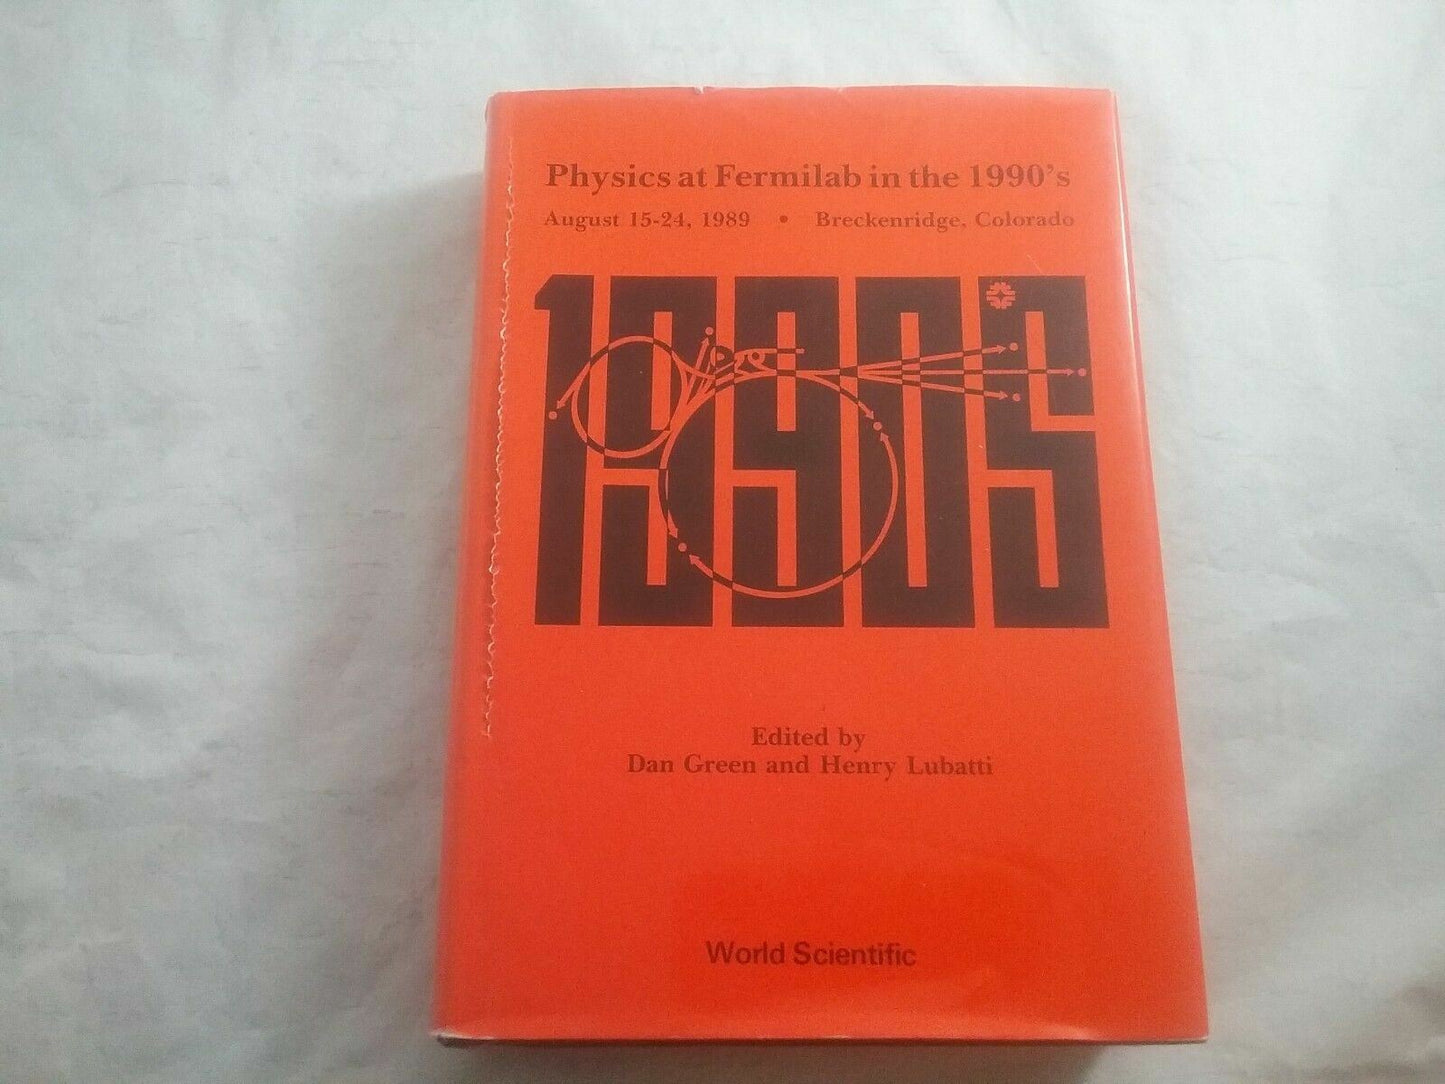 Physics at Fermilab in the 1990's
August 15-24, 1989 • Breckenridge, Colorado
1990s
Edited by
Dan Green and Henry Lubatti
World Scientific